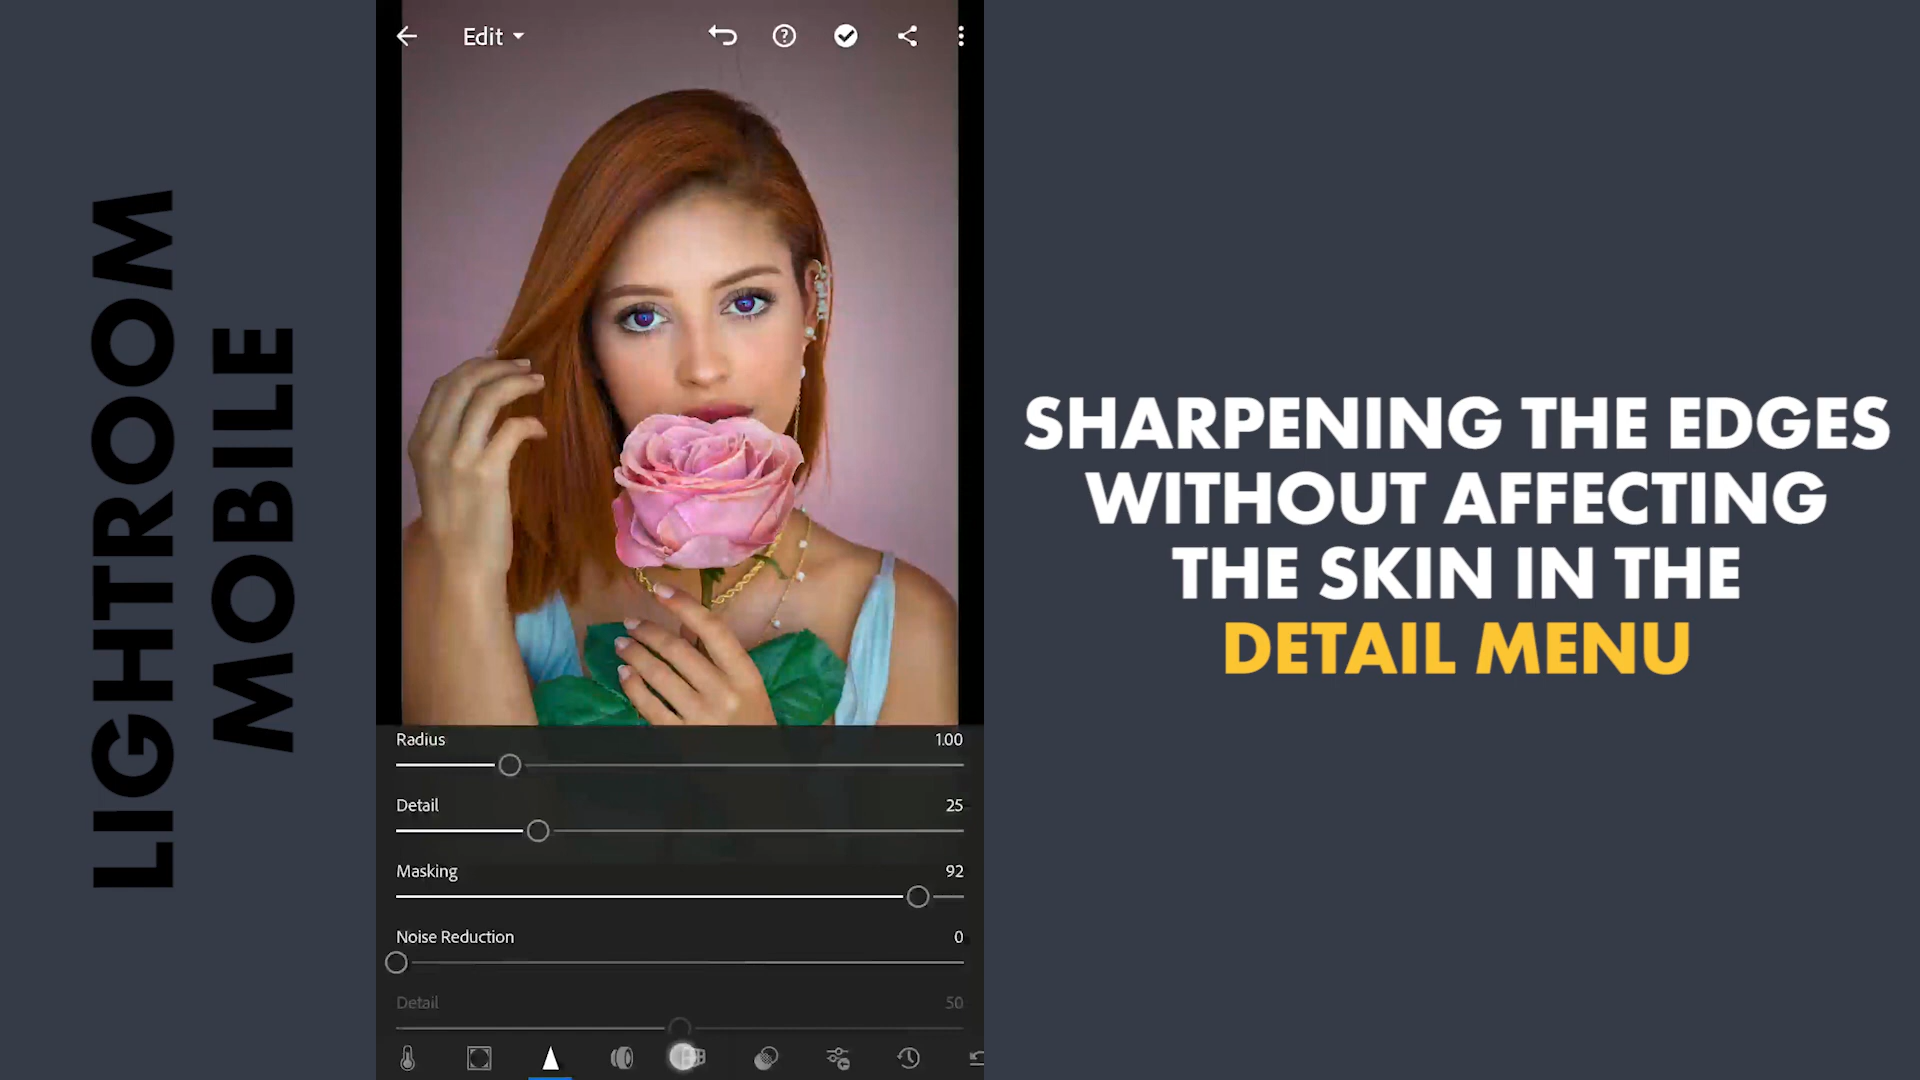 LIGHTROOM
MOBILE
Edit
Radius 1.00
Detail 25
Masking 92
Noise Reduction 0
Detail 50
SHARPENING THE EDGES
WITHOUT AFFECTING
THE SKIN IN THE
DETAIL MENU